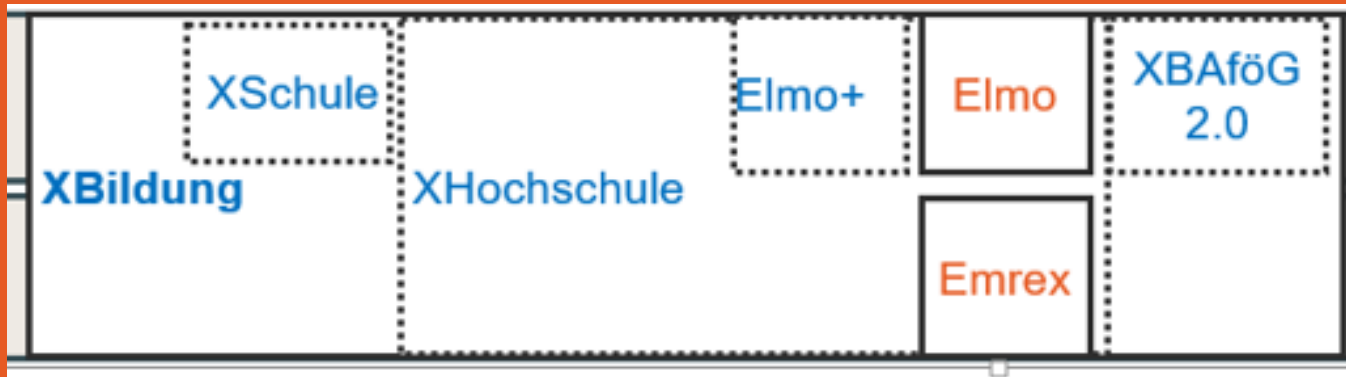 XSchule
Elmo+
Elmo
XBAföG
2.0
XBildung
XHochschule
Emrex